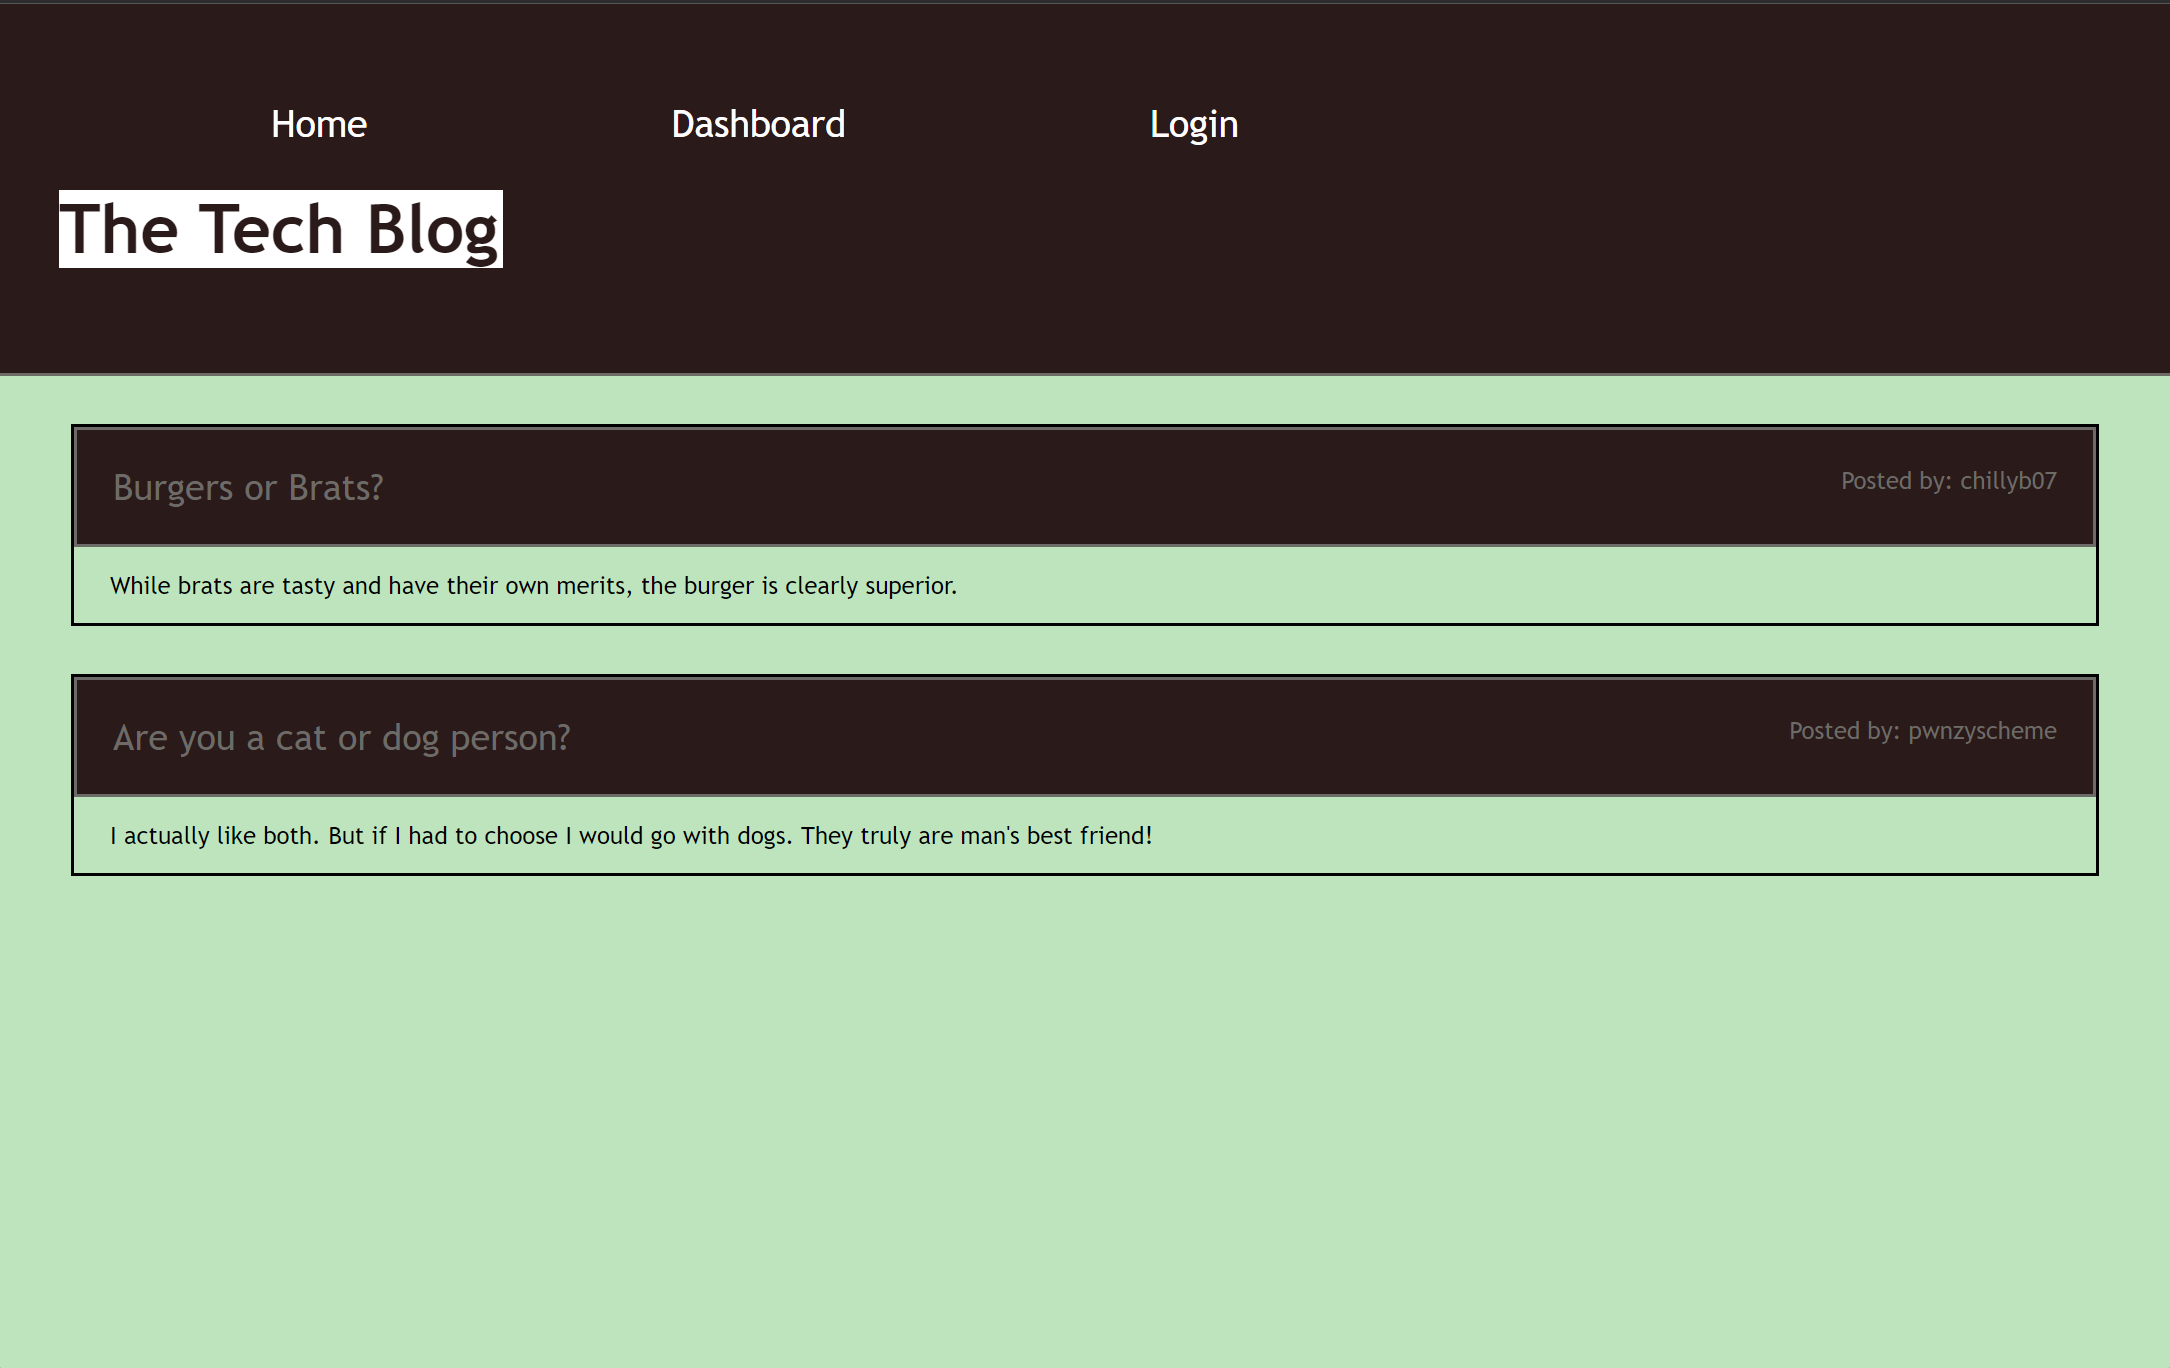 Home Dashboard Login
The Tech Blog
Burgers or Brats? Posted by: chillyb07
While brats are tasty and have their own merits, the burger is clearly superior.
Are you a cat or dog person? Posted by: pwnzyscheme
I actually like both. But if I had to choose I would go with dogs. They truly are man's best friend!